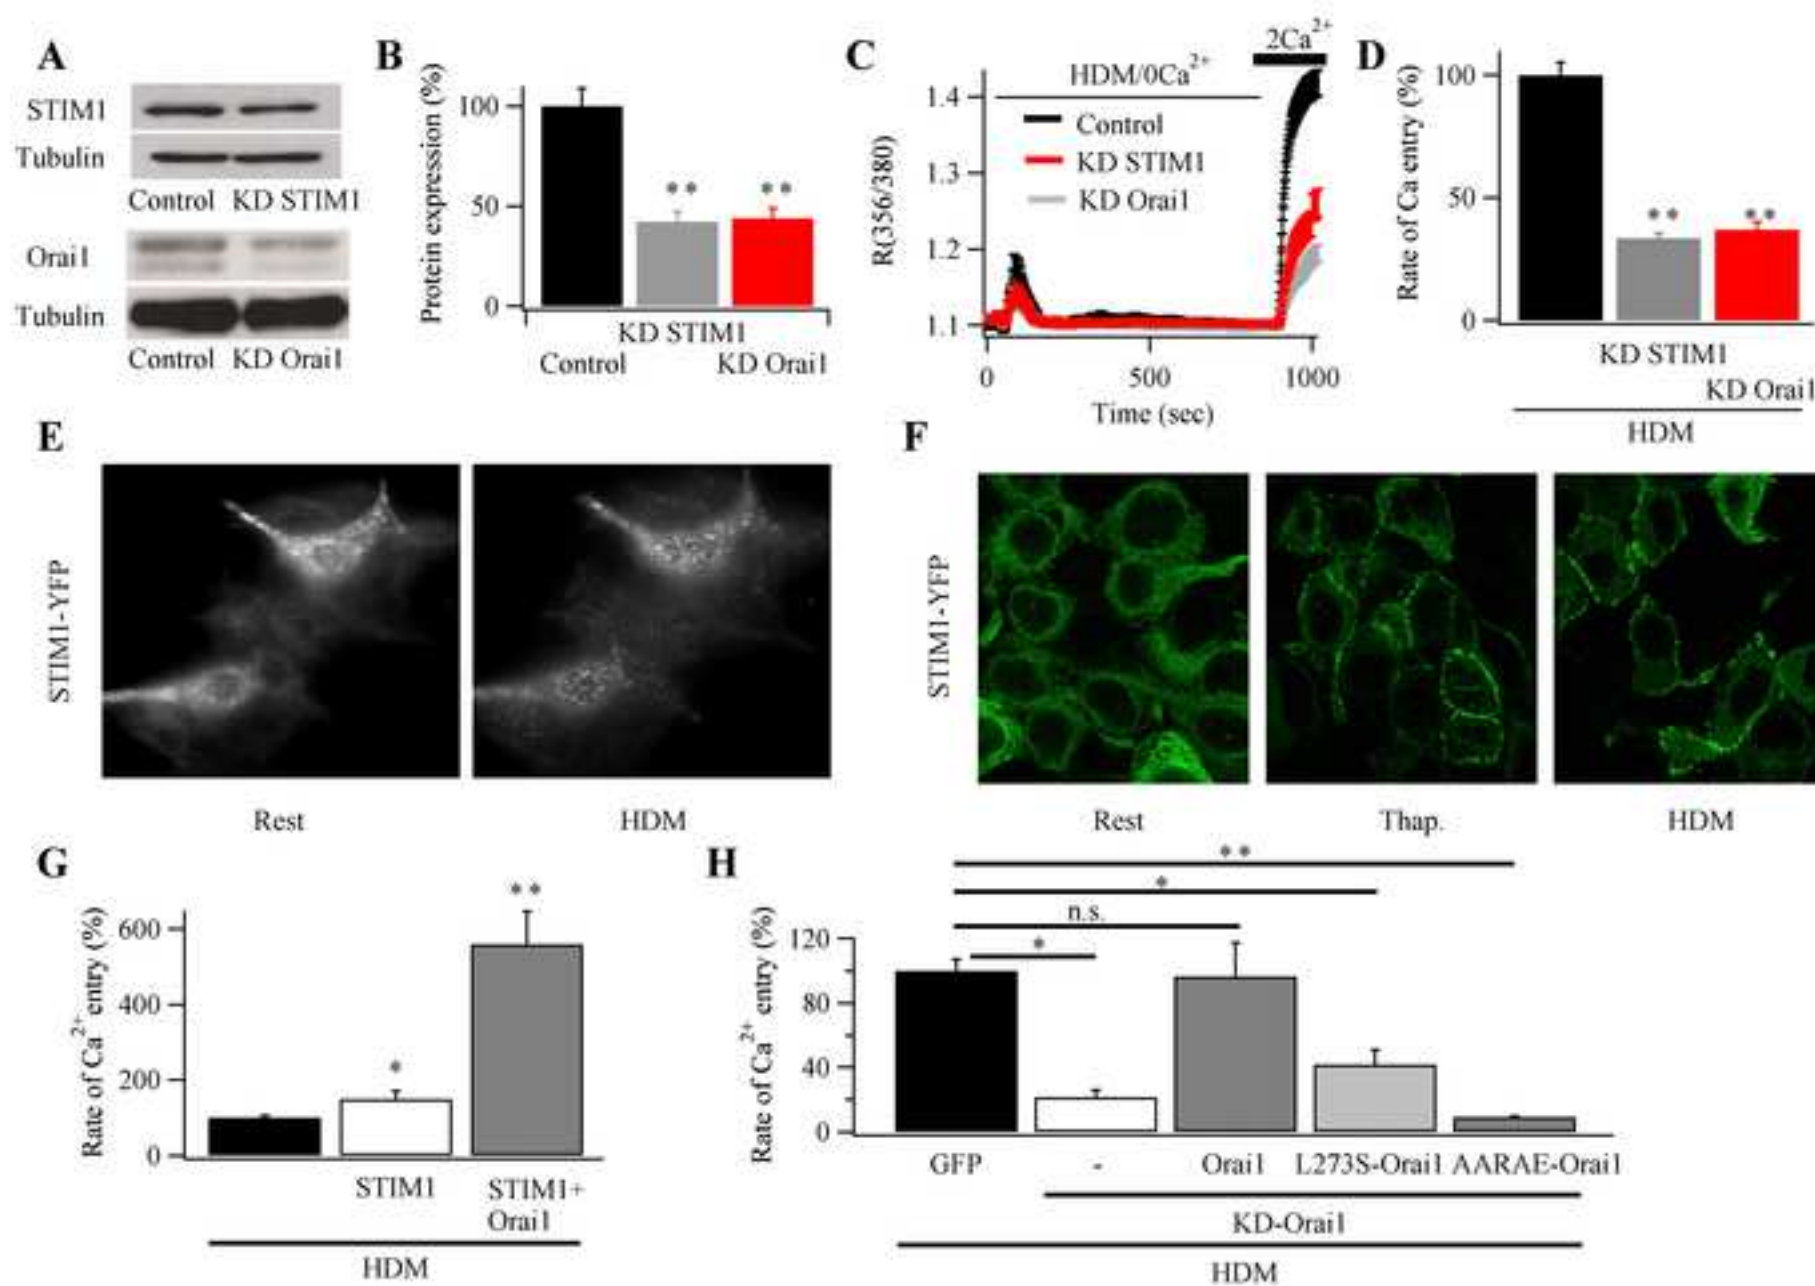 A
STIM1
Tubulin
Control KD STIM1
Orai1
Tubulin
Control KD Orai1
B
Protein expression (%)
100
50
0
KD STIM1
Control KD Orai1
** **
C
2Ca²⁺
HDM/0Ca²⁺
Control
KD STIM1
KD Orai1
R(356/380)
1.4
1.3
1.2
1.1
0 500 1000
Time (sec)
D
Rate of Ca entry (%)
100
50
0
** **
KD STIM1
KD Orai1
HDM
E
STIM1-YFP
Rest HDM
F
STIM1-YFP
Rest Thap. HDM
G
Rate of Ca²⁺ entry (%)
600
400
200
0
*
**
STIM1 STIM1+
Orai1
HDM
H
**
*
n.s.
*
Rate of Ca²⁺ entry (%)
120
80
40
0
GFP - Orai1 L273S-Orai1 AARAE-Orai1
KD-Orai1
HDM